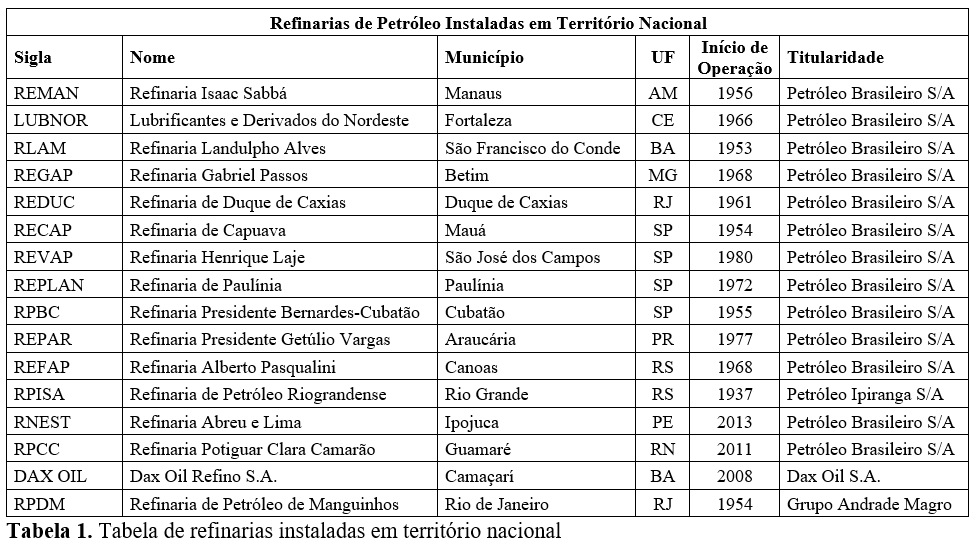 Refinarias de Petróleo Instaladas em Território Nacional
Sigla Nome Município UF Início de Operação Titularidade
REMAN Refinaria Isaac Sabbá Manaus AM 1956 Petróleo Brasileiro S/A
LUBNOR Lubrificantes e Derivados do Nordeste Fortaleza CE 1966 Petróleo Brasileiro S/A
RLAM Refinaria Landulpho Alves São Francisco do Conde BA 1953 Petróleo Brasileiro S/A
REGAP Refinaria Gabriel Passos Betim MG 1968 Petróleo Brasileiro S/A
REDUC Refinaria de Duque de Caxias Duque de Caxias RJ 1961 Petróleo Brasileiro S/A
RECAP Refinaria de Capuava Mauá SP 1954 Petróleo Brasileiro S/A
REVAP Refinaria Henrique Laje São José dos Campos SP 1980 Petróleo Brasileiro S/A
REPLAN Refinaria de Paulínia Paulínia SP 1972 Petróleo Brasileiro S/A
RPBC Refinaria Presidente Bernardes-Cubatão Cubatão SP 1955 Petróleo Brasileiro S/A
REPAR Refinaria Presidente Getúlio Vargas Araucária PR 1977 Petróleo Brasileiro S/A
REFAP Refinaria Alberto Pasqualini Canoas RS 1968 Petróleo Brasileiro S/A
RPISA Refinaria de Petróleo Riograndense Rio Grande RS 1937 Petróleo Ipiranga S/A
RNEST Refinaria Abreu e Lima Ipojuca PE 2013 Petróleo Brasileiro S/A
RPCC Refinaria Potiguar Clara Camarão Guamaré RN 2011 Petróleo Brasileiro S/A
DAX OIL Dax Oil Refino S.A. Camaçarí BA 2008 Dax Oil S.A.
RPDM Refinaria de Petróleo de Manguinhos Rio de Janeiro RJ 1954 Grupo Andrade Magro
Tabela 1. Tabela de refinarias instaladas em território nacional